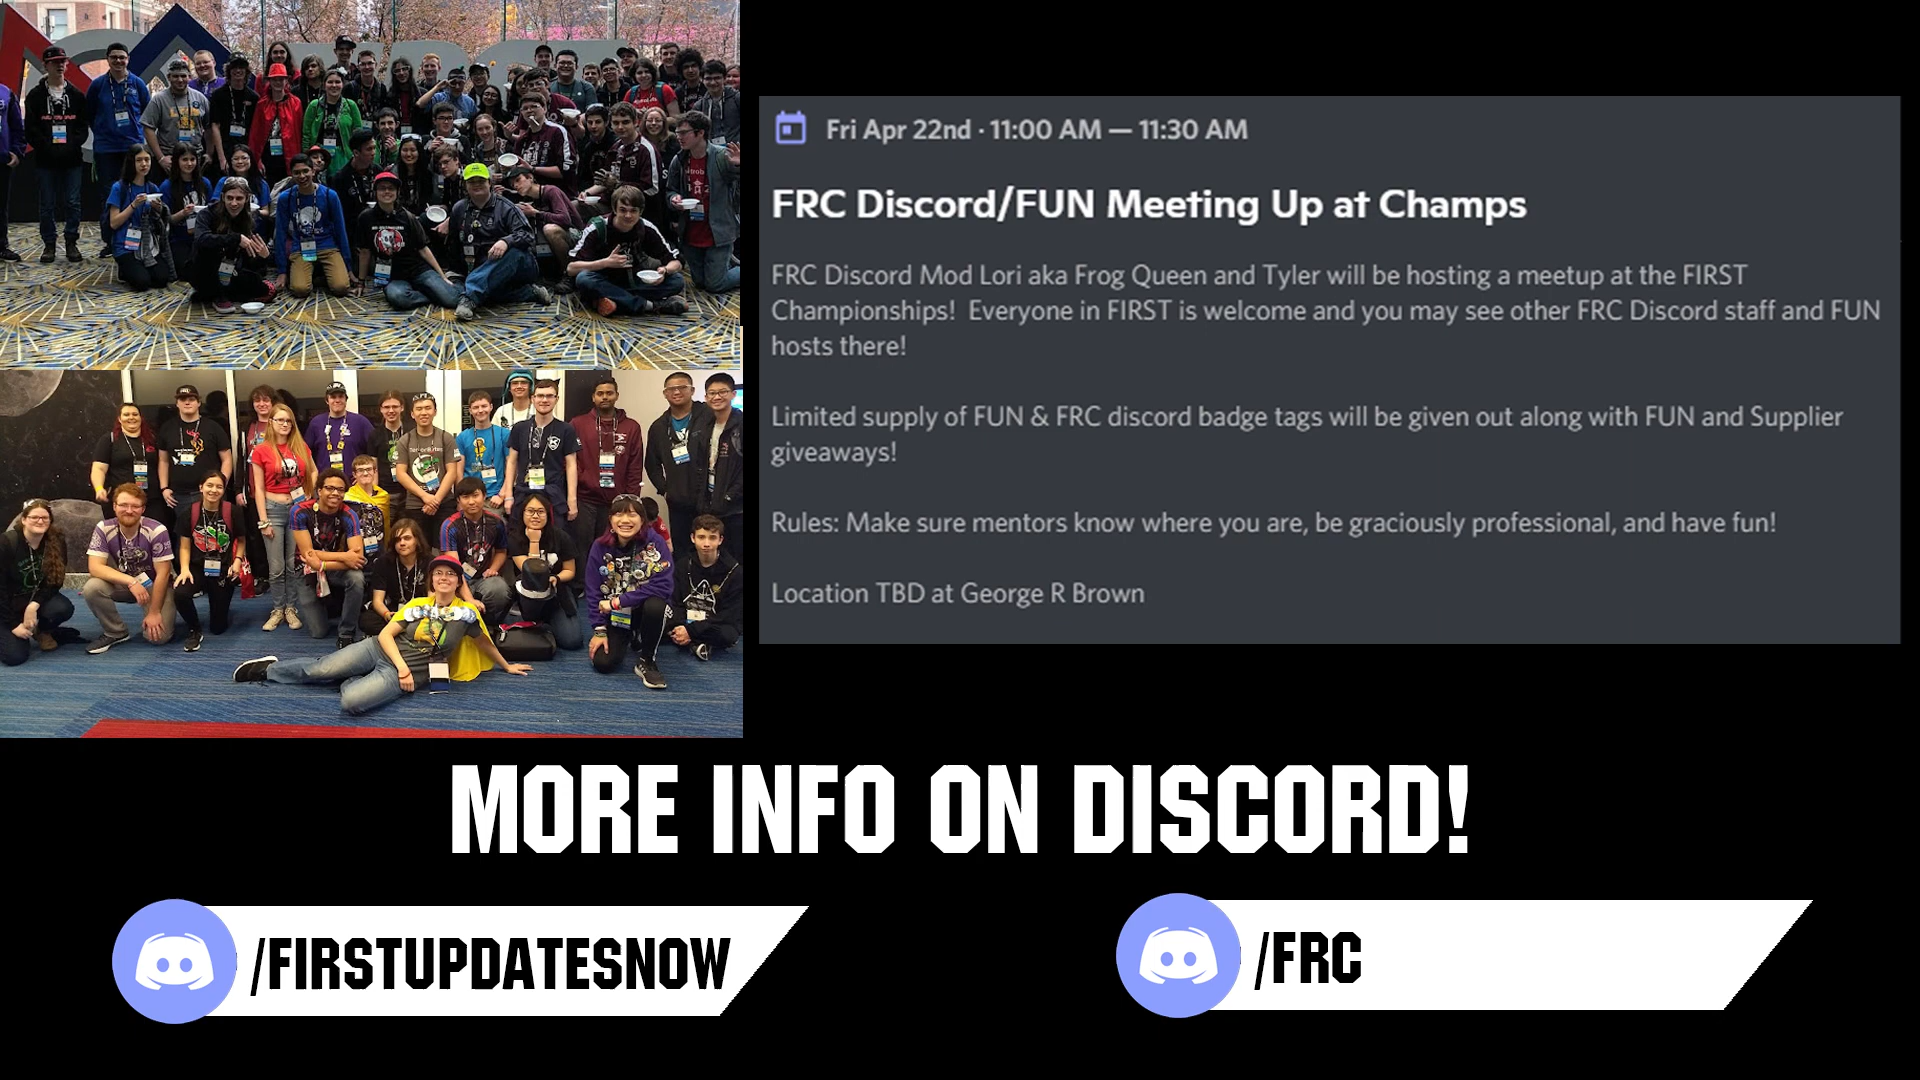 Fri Apr 22nd · 11:00 AM — 11:30 AM
FRC Discord/FUN Meeting Up at Champs
FRC Discord Mod Lori aka Frog Queen and Tyler will be hosting a meetup at the FIRST
Championships!  Everyone in FIRST is welcome and you may see other FRC Discord staff and FUN
hosts there!
Limited supply of FUN & FRC discord badge tags will be given out along with FUN and Supplier
giveaways!
Rules: Make sure mentors know where you are, be graciously professional, and have fun!
Location TBD at George R Brown
MORE INFO ON DISCORD!
/FIRSTUPDATESNOW
/FRC